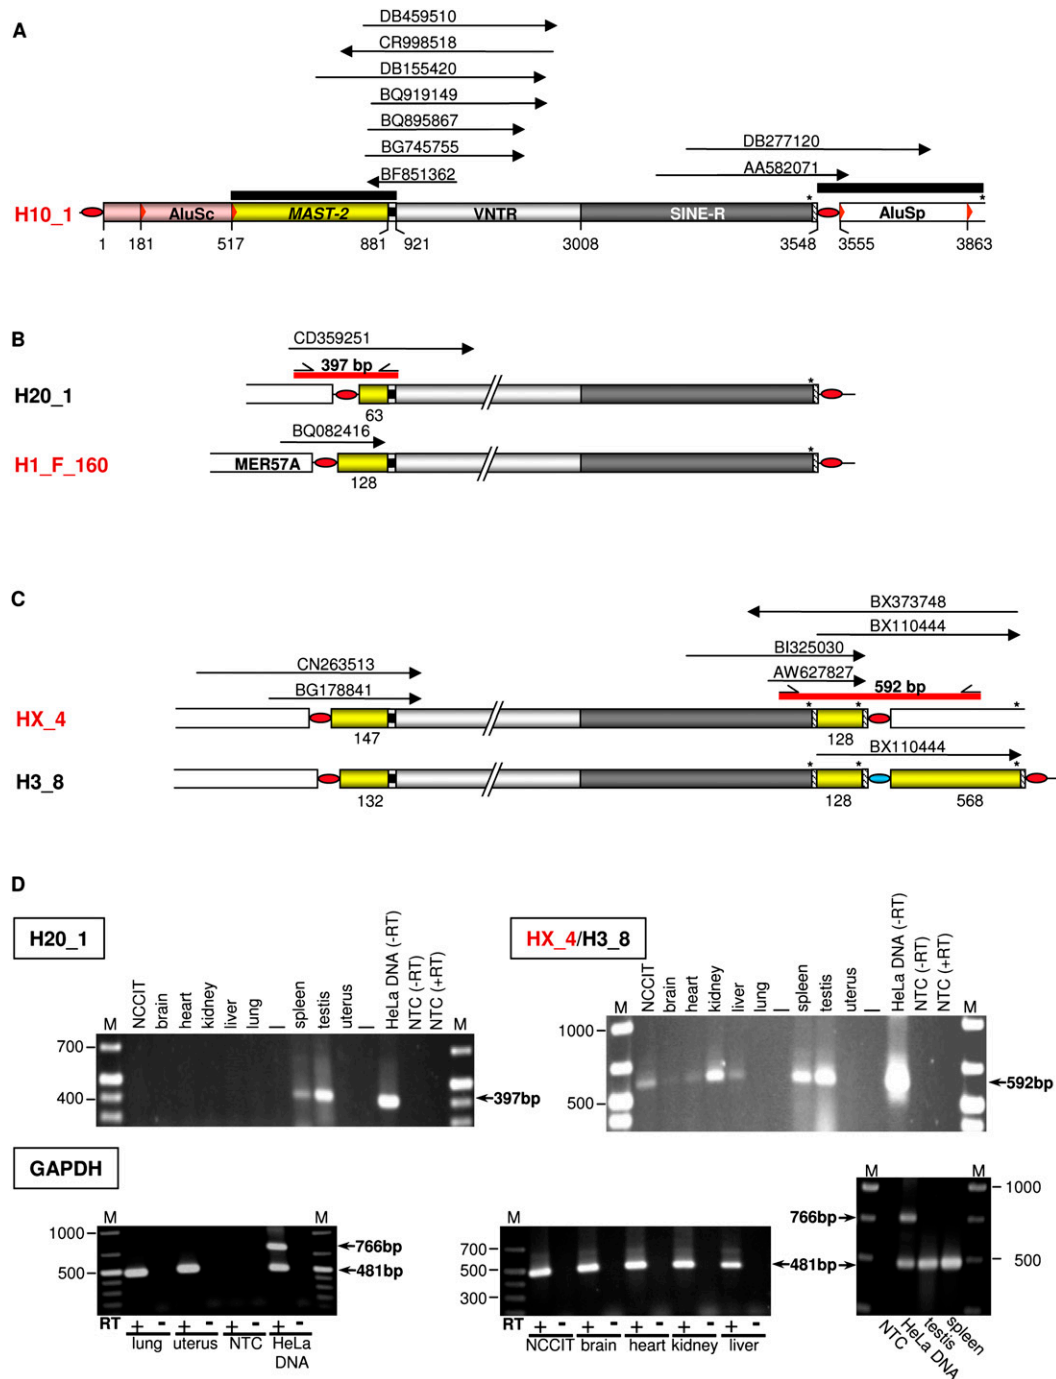 A
DB459510
CR998518
DB155420
BQ919149
BQ895867
BG745755
BF851362
DB277120
AA582071
* *
H10_1 AluSc MAST-2 VNTR SINE-R AluSp
1 181 517 881 921 3008 3548 3555 3863
B
CD359251
397 bp
*
H20_1
63
BQ082416
*
H1_F_160 MER57A
128
C
BX373748
BX110444
CN263513 BI325030
BG178841 AW627827 592 bp
* * *
HX_4
147 128
BX110444
* * *
H3_8
132 128 568
D
H20_1
M NCCIT brain heart kidney liver lung — spleen testis uterus — HeLa DNA (-RT) NTC (-RT) NTC (+RT) M
700
400
397bp
HX_4/H3_8
M NCCIT brain heart kidney liver lung — spleen testis uterus — HeLa DNA (-RT) NTC (-RT) NTC (+RT) M
1000
500
592bp
GAPDH
M M
1000
500
766bp
481bp
RT + - + - + - + -
lung uterus NTC HeLa DNA
M
700
500
300
481bp
RT + - + - + - + - + -
NCCIT brain heart kidney liver
M M
766bp
1000
500
NTC HeLa DNA testis spleen